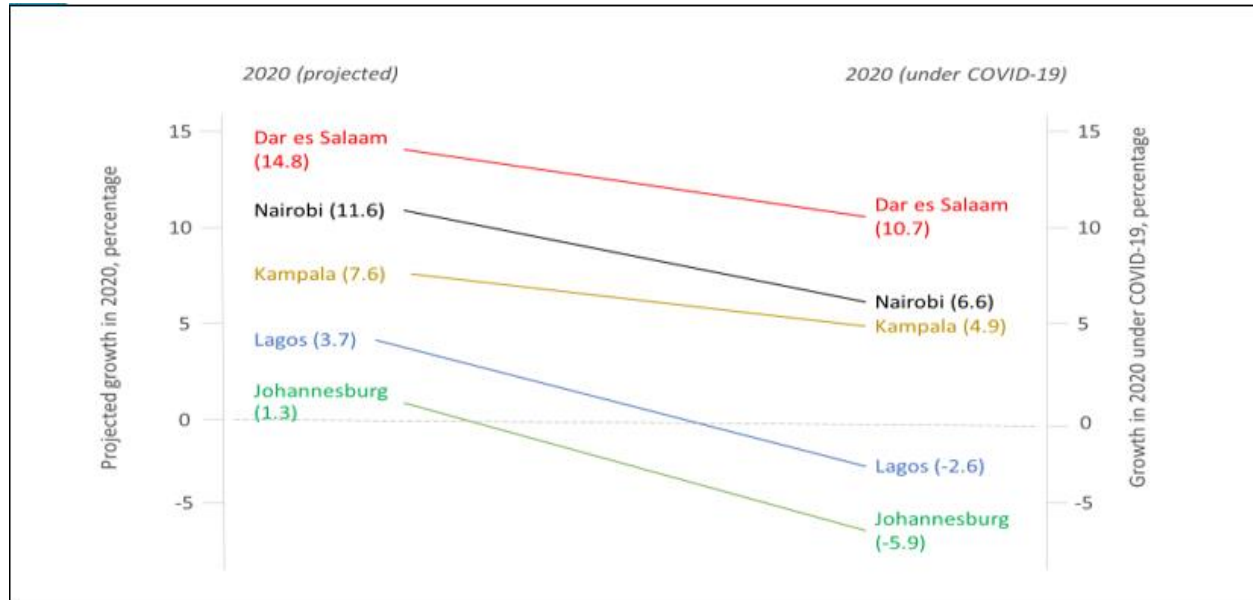 2020 (projected)
2020 (under COVID-19)
Projected growth in 2020, percentage
15
10
5
0
-5
Dar es Salaam
(14.8)
Nairobi (11.6)
Kampala (7.6)
Lagos (3.7)
Johannesburg
(1.3)
Dar es Salaam
(10.7)
Nairobi (6.6)
Kampala (4.9)
Lagos (-2.6)
Johannesburg
(-5.9)
15
10
5
0
-5
Growth in 2020 under COVID-19, percentage